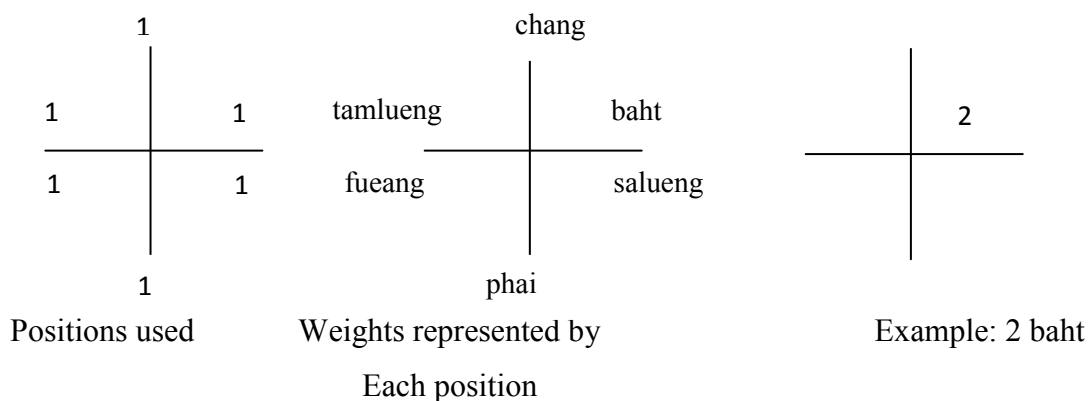 1 chang
1 1 tamlueng baht 2
1 1 fueang salueng
1 phai
Positions used Weights represented by Example: 2 baht
Each position